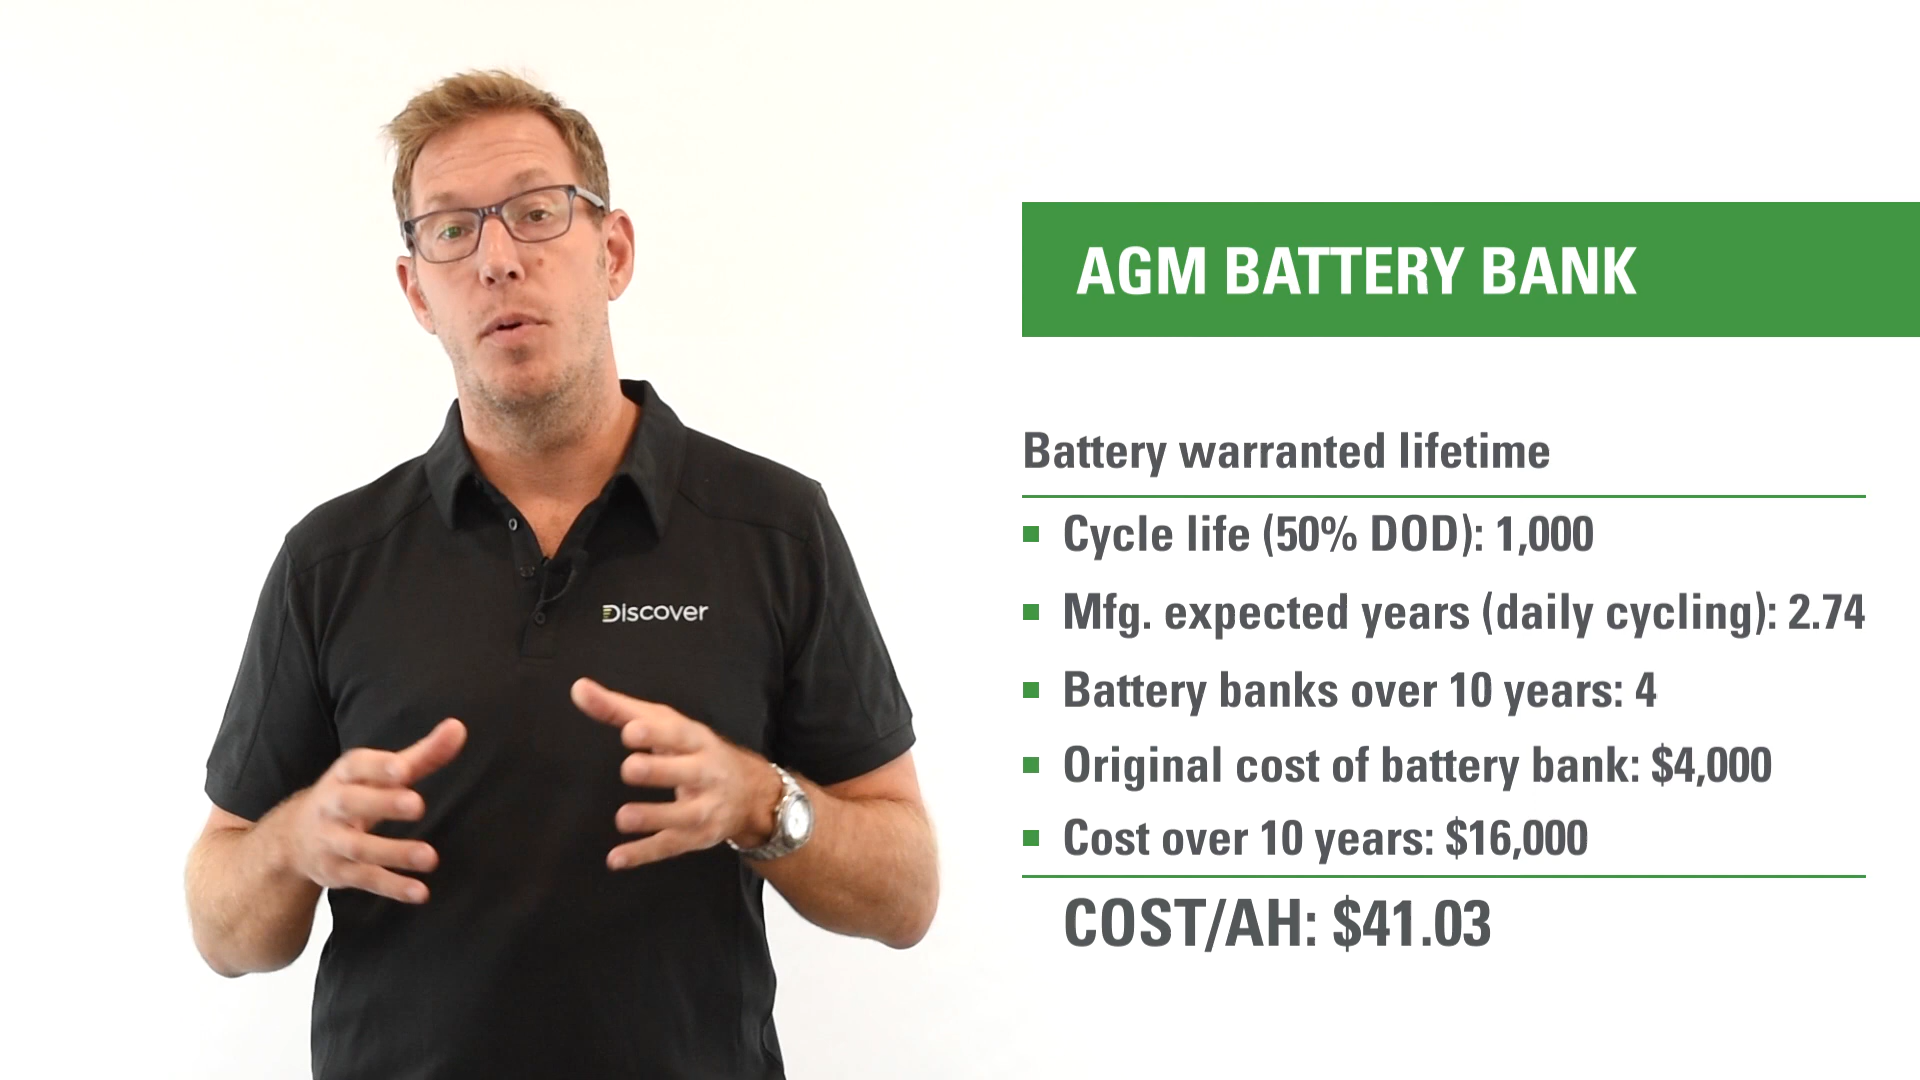 AGM BATTERY BANK
Battery warranted lifetime
Cycle life (50% DOD): 1,000
Mfg. expected years (daily cycling): 2.74
Battery banks over 10 years: 4
Original cost of battery bank: $4,000
Cost over 10 years: $16,000
COST/AH: $41.03
Discover